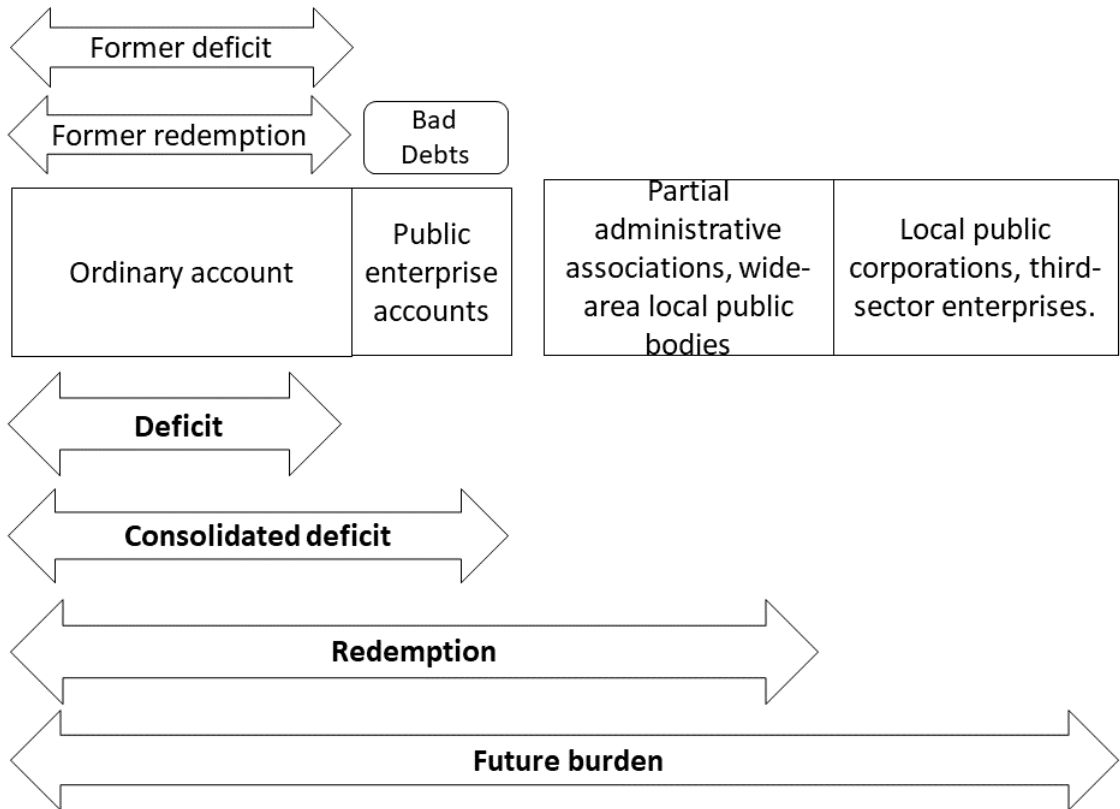 Former deficit
Former redemption
Bad
Debts
Ordinary account
Public
enterprise
accounts
Partial
administrative
associations, wide-
area local public
bodies
Local public
corporations, third-
sector enterprises.
Deficit
Consolidated deficit
Redemption
Future burden